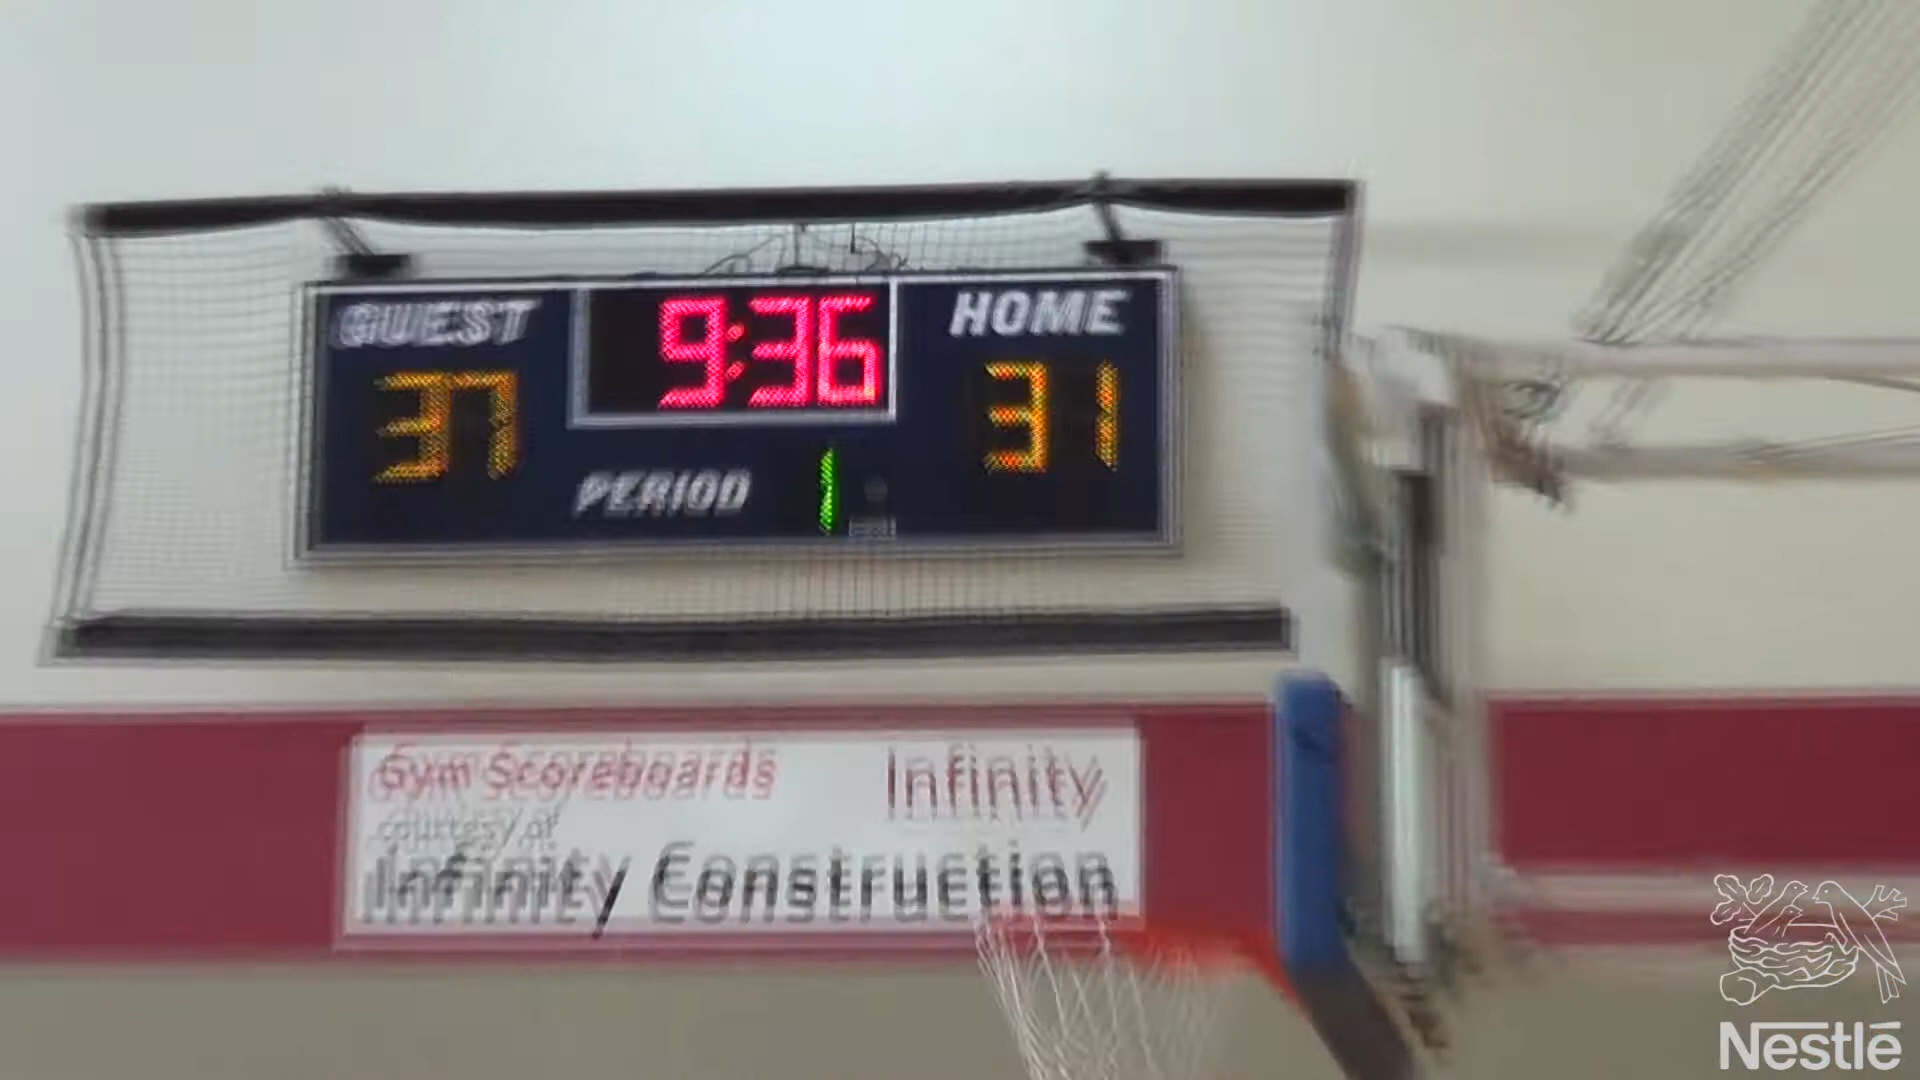 GUEST 9:36 HOME
37 31
PERIOD 1
Gym Scoreboards Infinity
courtesy of
Infinity Construction
Nestlé